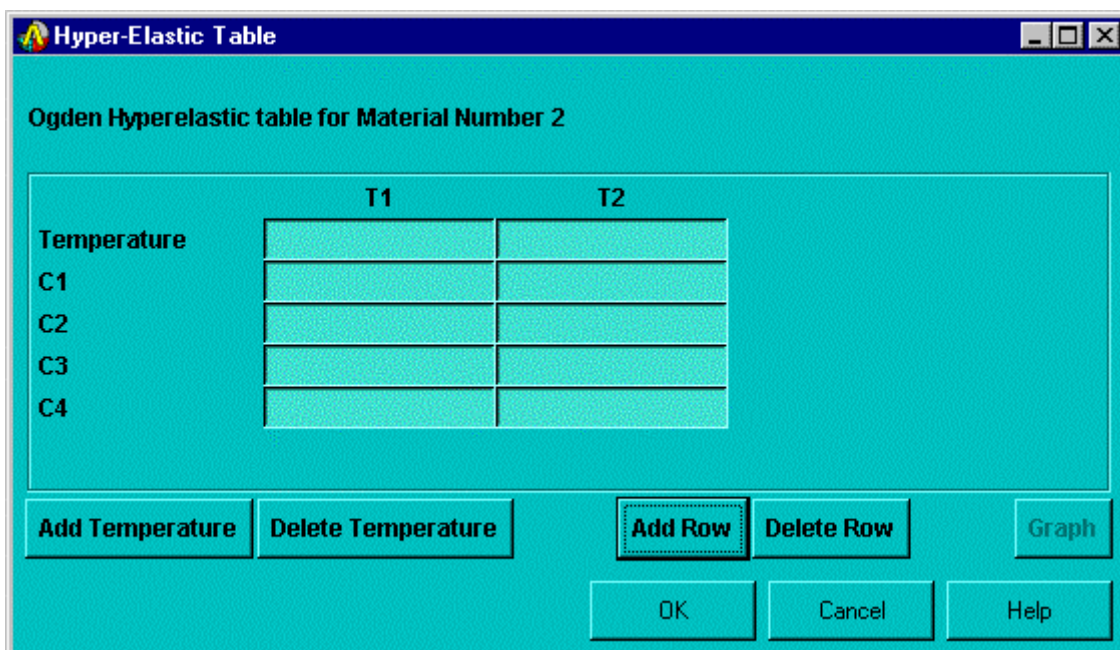 Hyper-Elastic Table
Ogden Hyperelastic table for Material Number 2
T1 T2
Temperature
C1
C2
C3
C4
Add Temperature Delete Temperature Add Row Delete Row Graph
OK Cancel Help